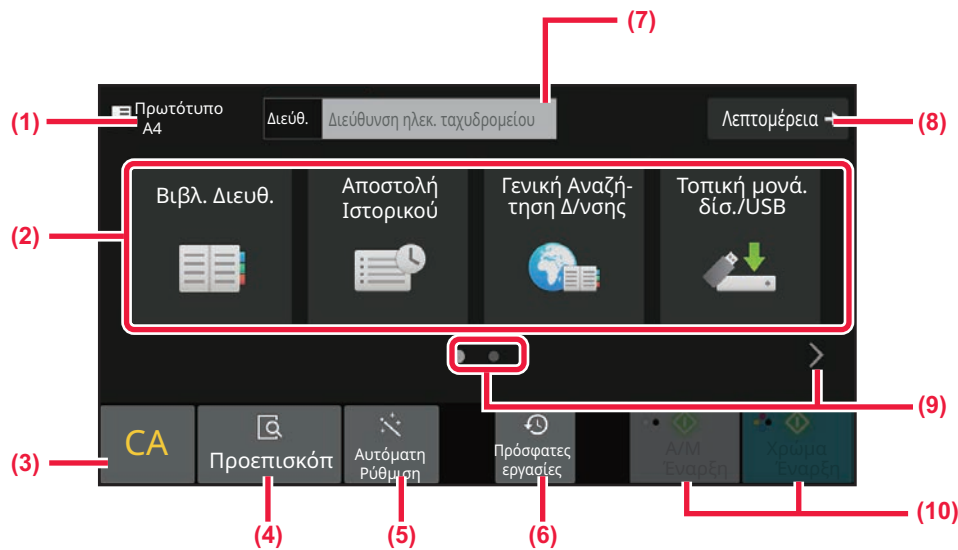 (7)
(1)
Πρωτότυπο
A4
Διεύθ.
Διεύθυνση ηλεκ. ταχυδρομείου
Λεπτομέρεια
(8)
(2)
Βιβλ. Διευθ.
Αποστολή
Ιστορικού
Γενική Αναζή-
τηση Δ/νσης
Τοπική μονά.
δίσ./USB
(9)
(3)
CA
Προεπισκόπ
Αυτόματη
Ρύθμιση
Πρόσφατες
εργασίες
Α/Μ
Έναρξη
Χρώμα
Έναρξη
(4)
(5)
(6)
(10)